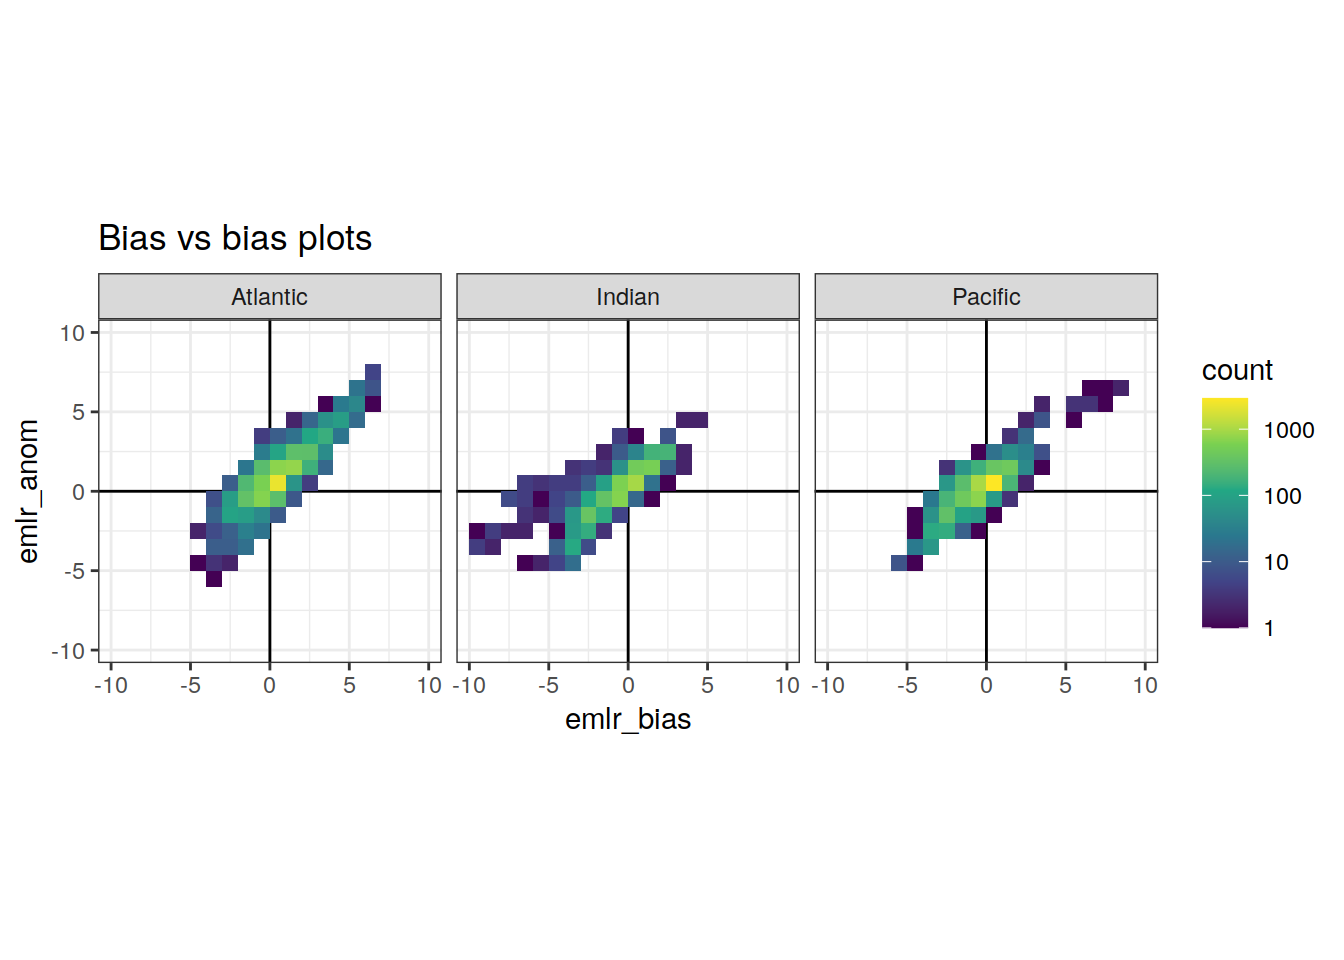 Bias vs bias plots
Atlantic Indian Pacific
10
5
0
-5
-10
emlr_anom
-10 -5 0 5 10 -10 -5 0 5 10 -10 -5 0 5 10
emlr_bias
count
1000
100
10
1